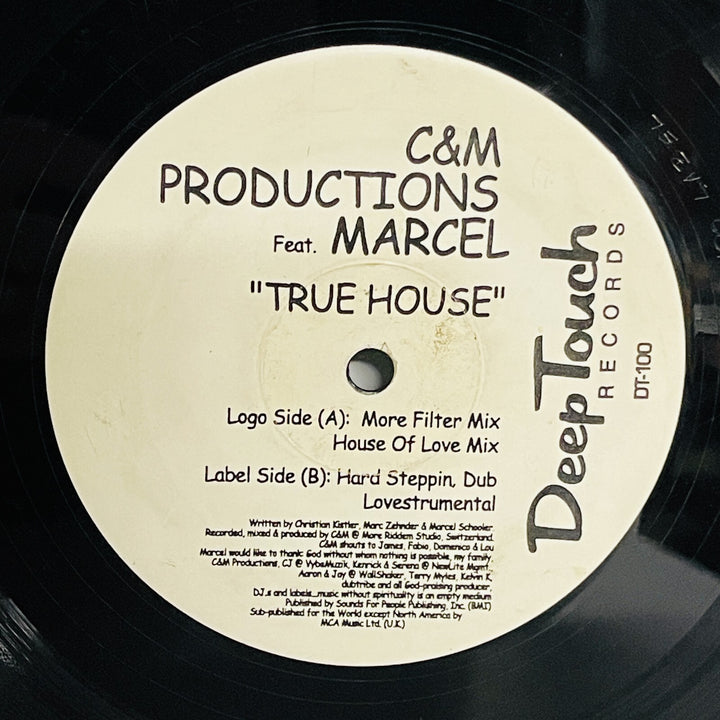 C&M
PRODUCTIONS
Feat. MARCEL
"TRUE HOUSE"
Logo Side (A): More Filter Mix
House Of Love Mix
Label Side (B): Hard Steppin, Dub
Lovestrumental
Written by Christian Kistler, Marc Zehnder & Marcel Schooler
Recorded, mixed & produced by C&M @ More Riddem Studio, Switzerland.
C&M shouts to James, Fabio, Domenico & Lou
Marcel would like to thank God without whom nothing is possible, my family,
C&M Productions, CJ @ VybeMuzik, Kenrick & Serena @ NewLite Mgmt.
Aaron & Jay @ WallShaker, Terry Myles, Kelvin K,
dubtribe and all God-praising producer,
DJ,s and labels...music without spirituality is an empty medium
Published by Sounds For People Publishing, Inc. (BMI)
Sub-published for the World except North America by
MCA Music Ltd. (U.K.)
Deep Touch
RECORDS
DT-100